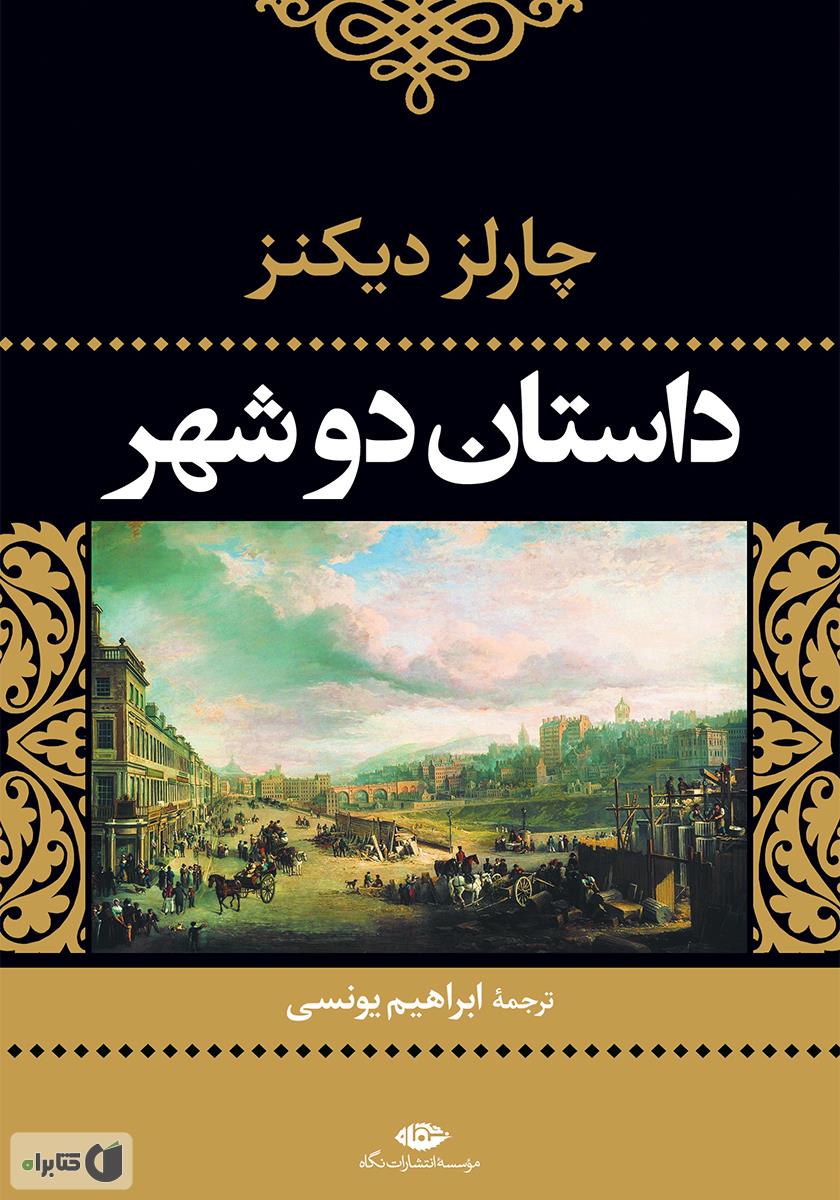 چارلز دیکنز
داستان دو شهر
ترجمهٔ ابراهیم یونسی
نگاه
مؤسسهٔ انتشارات نگاه
کتابراه